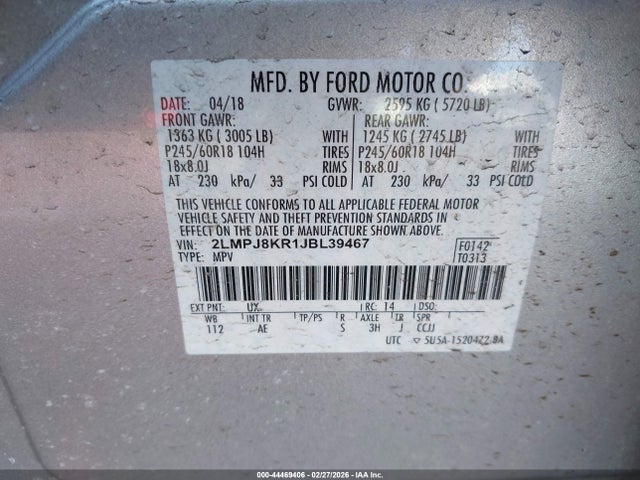 MFD. BY FORD MOTOR CO.
DATE: 04/18 GVWR: 2595 KG ( 5720 LB)
FRONT GAWR: REAR GAWR:
1363 KG ( 3005 LB) WITH 1245 KG ( 2745 LB) WITH
P245/60R18 104H TIRES P245/60R18 104H TIRES
18x8.0J RIMS 18x8.0J RIMS
AT 230 kPa/ 33 PSI COLD AT 230 kPa/ 33 PSI COLD
THIS VEHICLE CONFORMS TO ALL APPLICABLE FEDERAL MOTOR
VEHICLE SAFETY AND THEFT PREVENTION STANDARDS IN
EFFECT ON THE DATE OF MANUFACTURE SHOWN ABOVE.
VIN: 2LMPJ8KR1JBL39467 F0142
TYPE: MPV T0313
EXT PNT: UX RC: 14 DSO:
WB INT TR TP/PS R AXLE TR SPR
112 AE S 3H J CCJJ
UTC 5U5A-1520472-BA
000-44469406 | 02/27/2026 | IAA Inc.